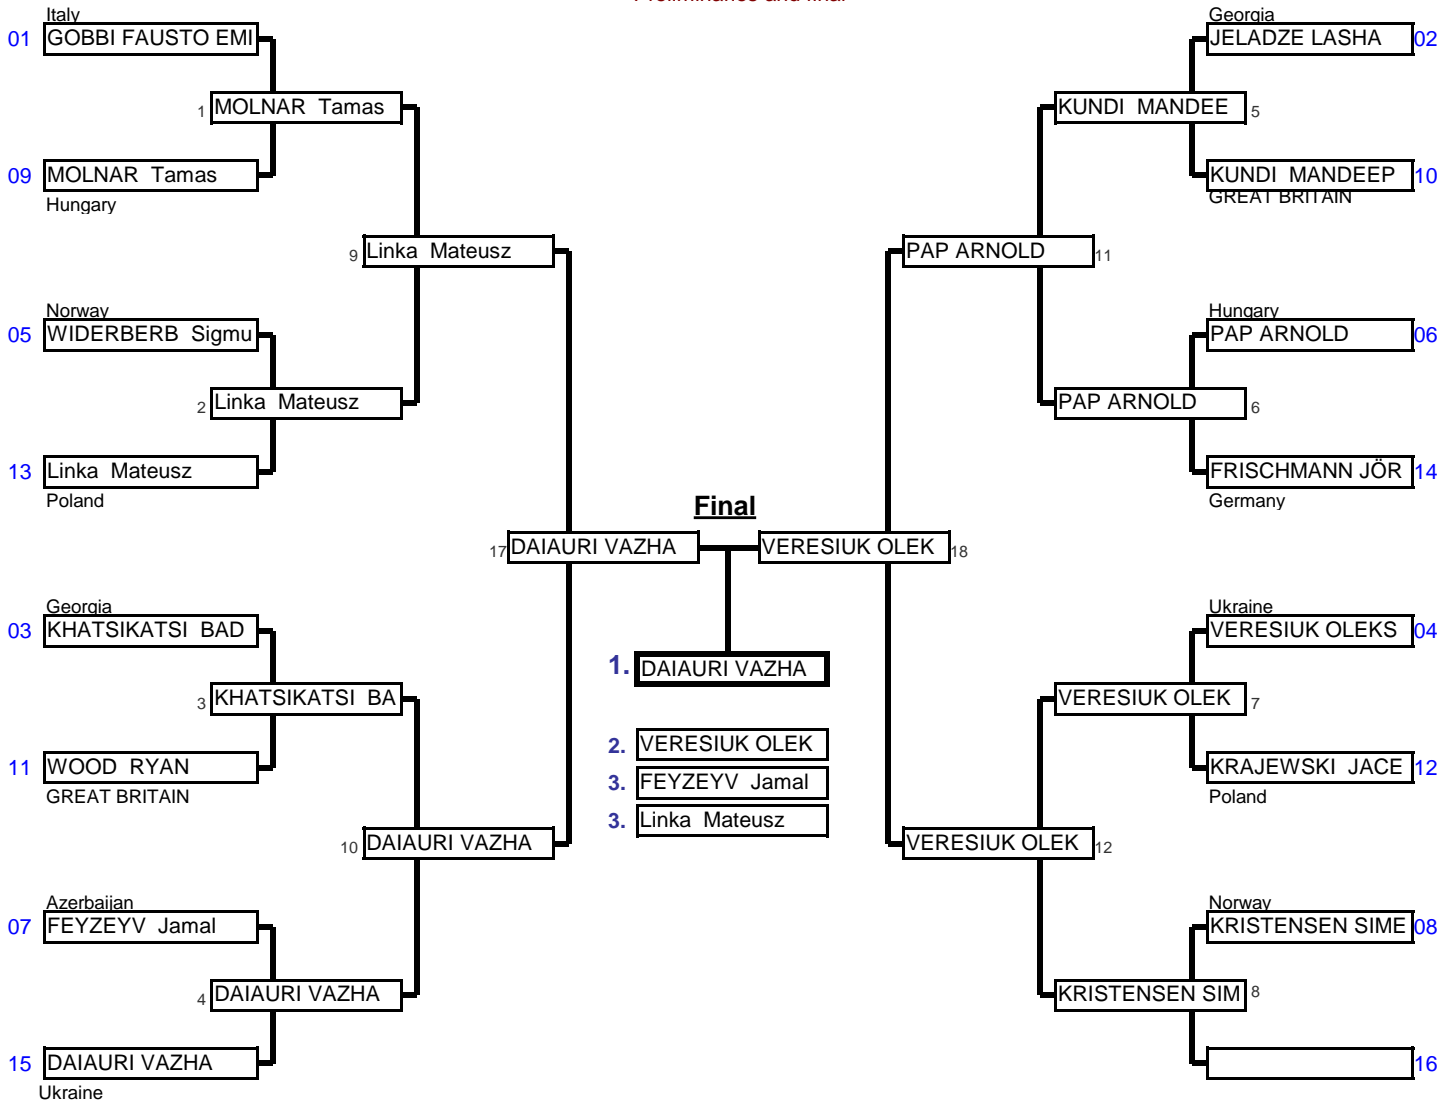 Preliminaries and final
Italy
01 GOBBI FAUSTO EMI
1 MOLNAR Tamas
09 MOLNAR Tamas
Hungary
9 Linka Mateusz
Norway
05 WIDERBERB Sigmu
2 Linka Mateusz
13 Linka Mateusz
Poland
17 DAIAURI VAZHA
Georgia
03 KHATSIKATSI BAD
3 KHATSIKATSI BA
11 WOOD RYAN
GREAT BRITAIN
10 DAIAURI VAZHA
Azerbaijan
07 FEYZEYV Jamal
4 DAIAURI VAZHA
15 DAIAURI VAZHA
Ukraine
Final
1. DAIAURI VAZHA
2. VERESIUK OLEK
3. FEYZEYV Jamal
3. Linka Mateusz
Georgia
JELADZE LASHA 02
KUNDI MANDEE 5
KUNDI MANDEEP 10
GREAT BRITAIN
PAP ARNOLD 11
Hungary
PAP ARNOLD 06
PAP ARNOLD 6
FRISCHMANN JÖR 14
Germany
VERESIUK OLEK 18
Ukraine
VERESIUK OLEKS 04
VERESIUK OLEK 7
KRAJEWSKI JACE 12
Poland
VERESIUK OLEK 12
Norway
KRISTENSEN SIME 08
KRISTENSEN SIM 8
16